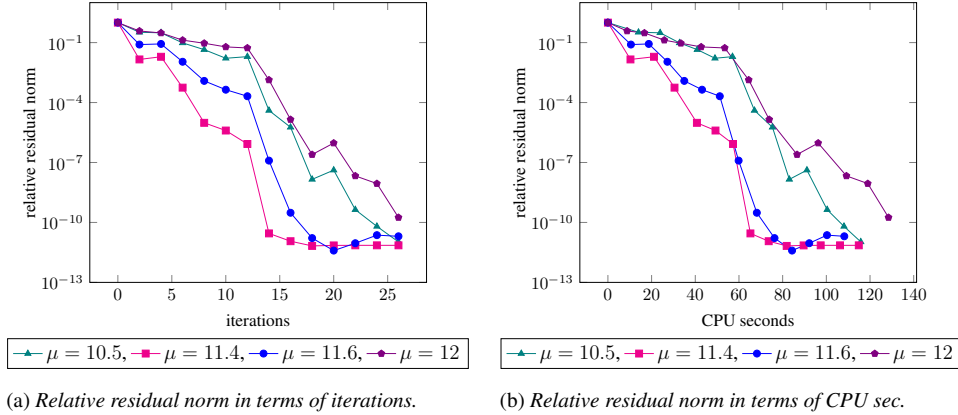 10^{-1}
10^{-4}
10^{-7}
10^{-10}
10^{-13}
relative residual norm
0 5 10 15 20 25
iterations
μ = 10.5, μ = 11.4, μ = 11.6, μ = 12
(a) Relative residual norm in terms of iterations.
10^{-1}
10^{-4}
10^{-7}
10^{-10}
10^{-13}
relative residual norm
0 20 40 60 80 100 120 140
CPU seconds
μ = 10.5, μ = 11.4, μ = 11.6, μ = 12
(b) Relative residual norm in terms of CPU sec.